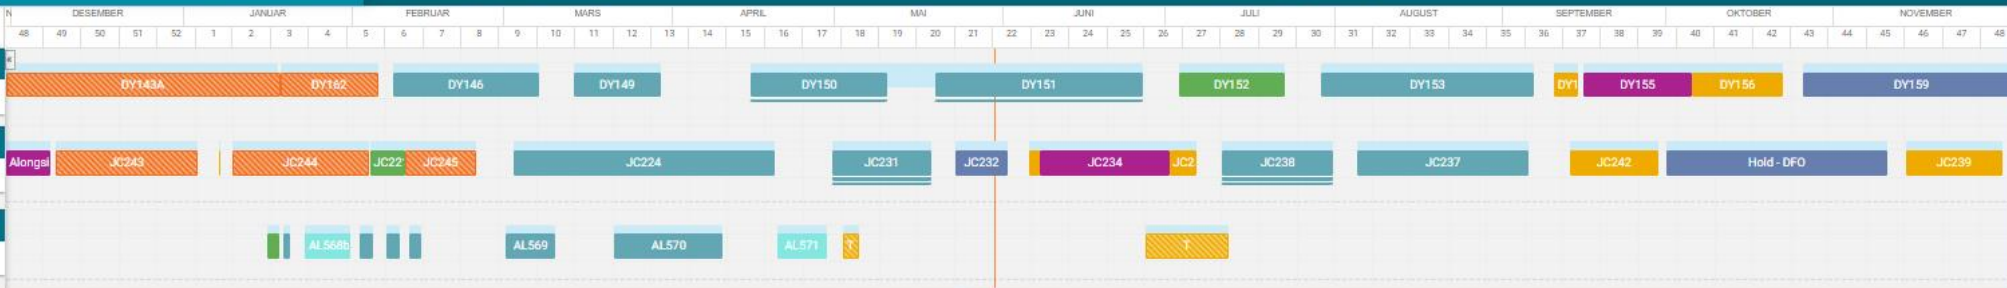 N DESEMBER JANUAR FEBRUAR MARS APRIL MAI JUNI JULI AUGUST SEPTEMBER OKTOBER NOVEMBER
48 49 50 51 52 1 2 3 4 5 6 7 8 9 10 11 12 13 14 15 16 17 18 19 20 21 22 23 24 25 26 27 28 29 30 31 32 33 34 35 36 37 38 39 40 41 42 43 44 45 46 47 48
«
DY143A DY162 DY146 DY149 DY150 DY151 DY152 DY153 DY1 DY155 DY156 DY159
Alongsi JC243 JC244 JC22 JC245 JC224 JC231 JC232 JC234 JC2 JC238 JC237 JC242 Hold - DFO JC239
AL568b AL569 AL570 AL571 T T